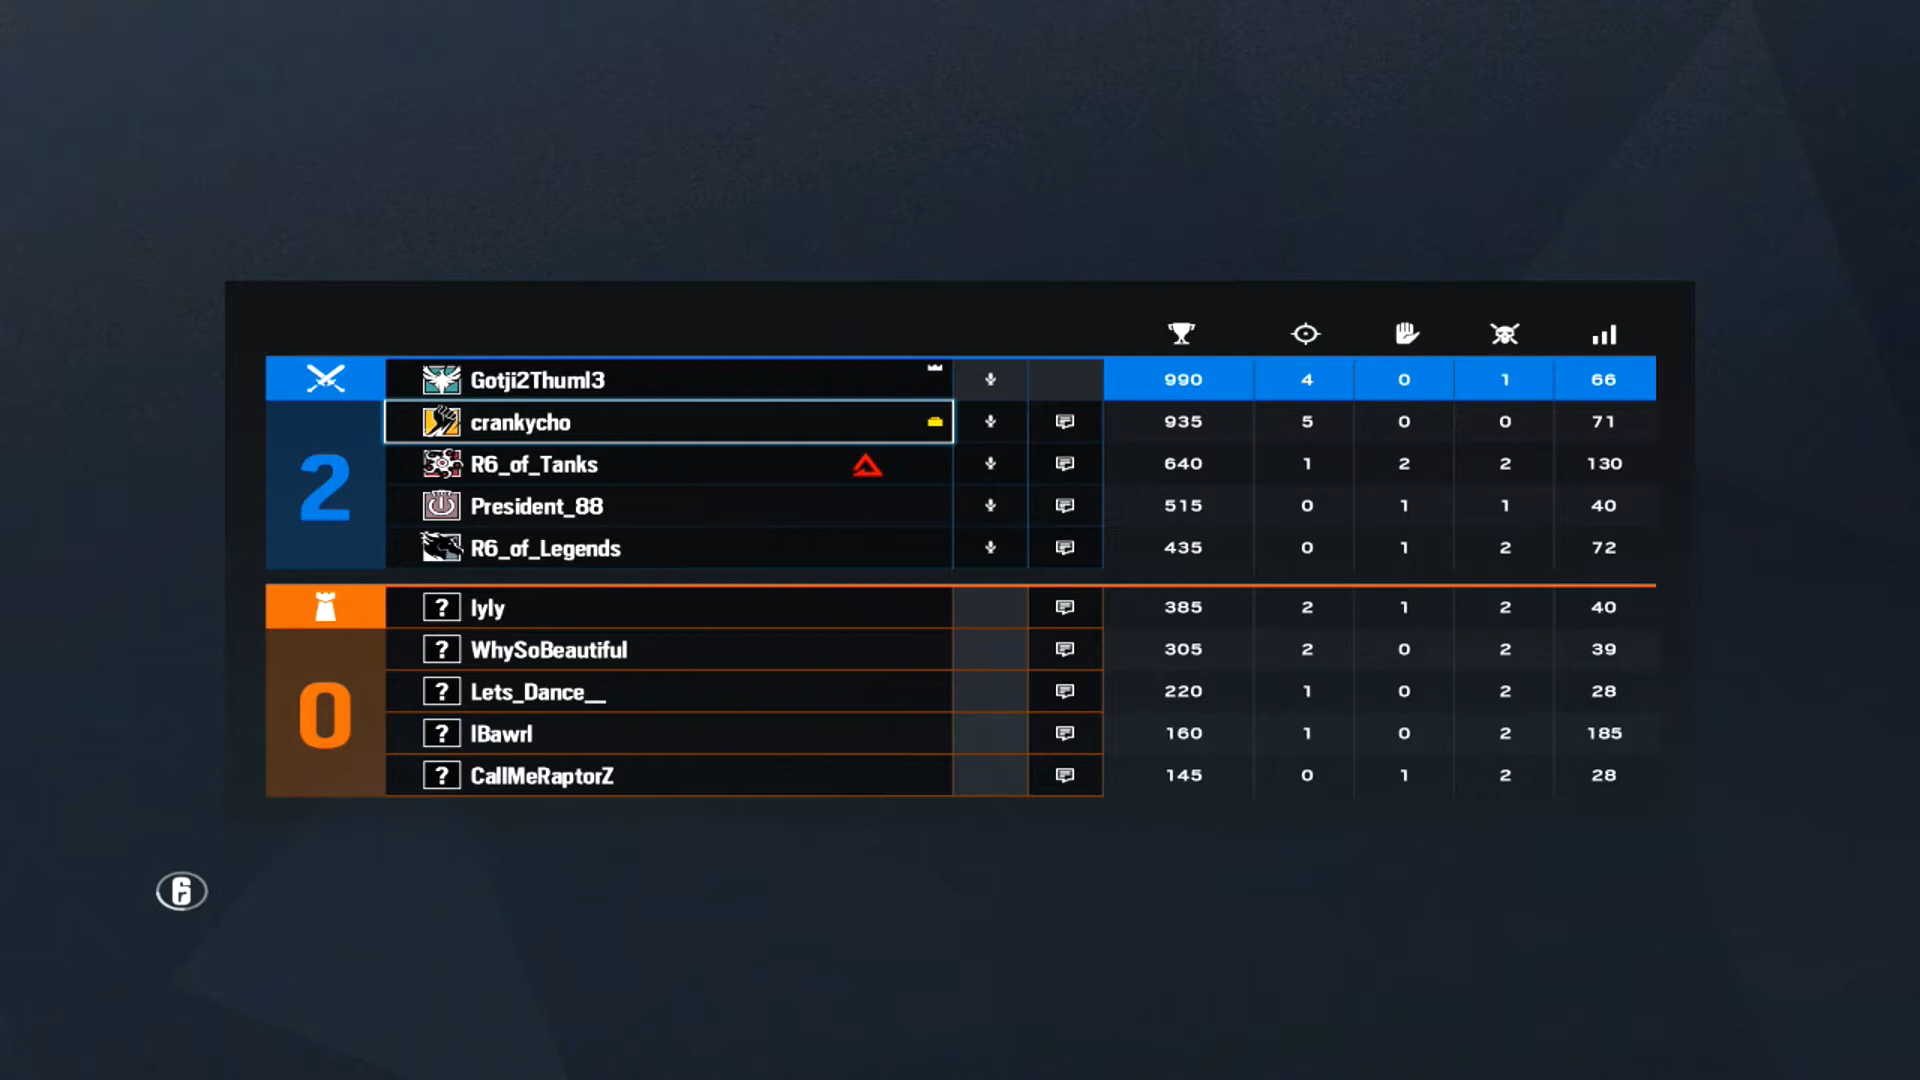 Gotji2Thuml3 990 4 0 1 66
crankycho 935 5 0 0 71
R6_of_Tanks 640 1 2 2 130
President_88 515 0 1 1 40
R6_of_Legends 435 0 1 2 72
2
? lyly 385 2 1 2 40
? WhySoBeautiful 305 2 0 2 39
? Lets_Dance__ 220 1 0 2 28
? IBawrl 160 1 0 2 185
? CallMeRaptorZ 145 0 1 2 28
0
6